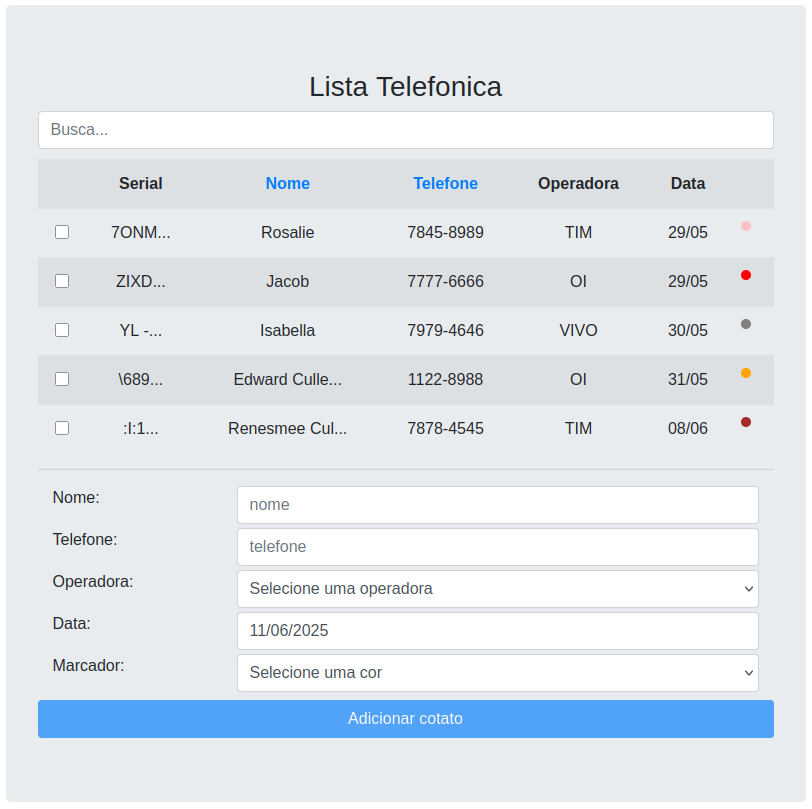 Lista Telefonica
Busca...
Serial Nome Telefone Operadora Data
7ONM... Rosalie 7845-8989 TIM 29/05
ZIXD... Jacob 7777-6666 OI 29/05
YL -... Isabella 7979-4646 VIVO 30/05
\689... Edward Culle... 1122-8988 OI 31/05
:I:1... Renesmee Cul... 7878-4545 TIM 08/06
Nome: nome
Telefone: telefone
Operadora: Selecione uma operadora
Data: 11/06/2025
Marcador: Selecione uma cor
Adicionar cotato